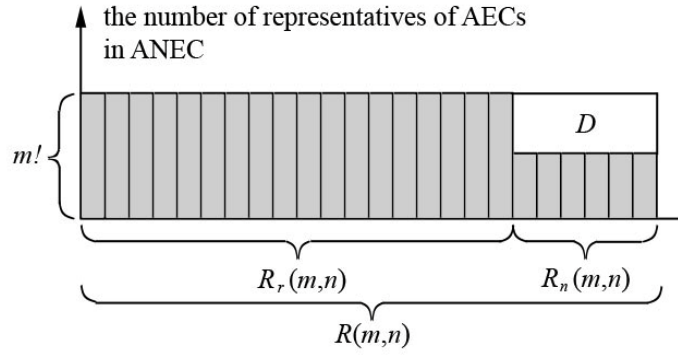 the number of representatives of AECs
in ANEC
D
m!
R_r(m,n)
R_n(m,n)
R(m,n)